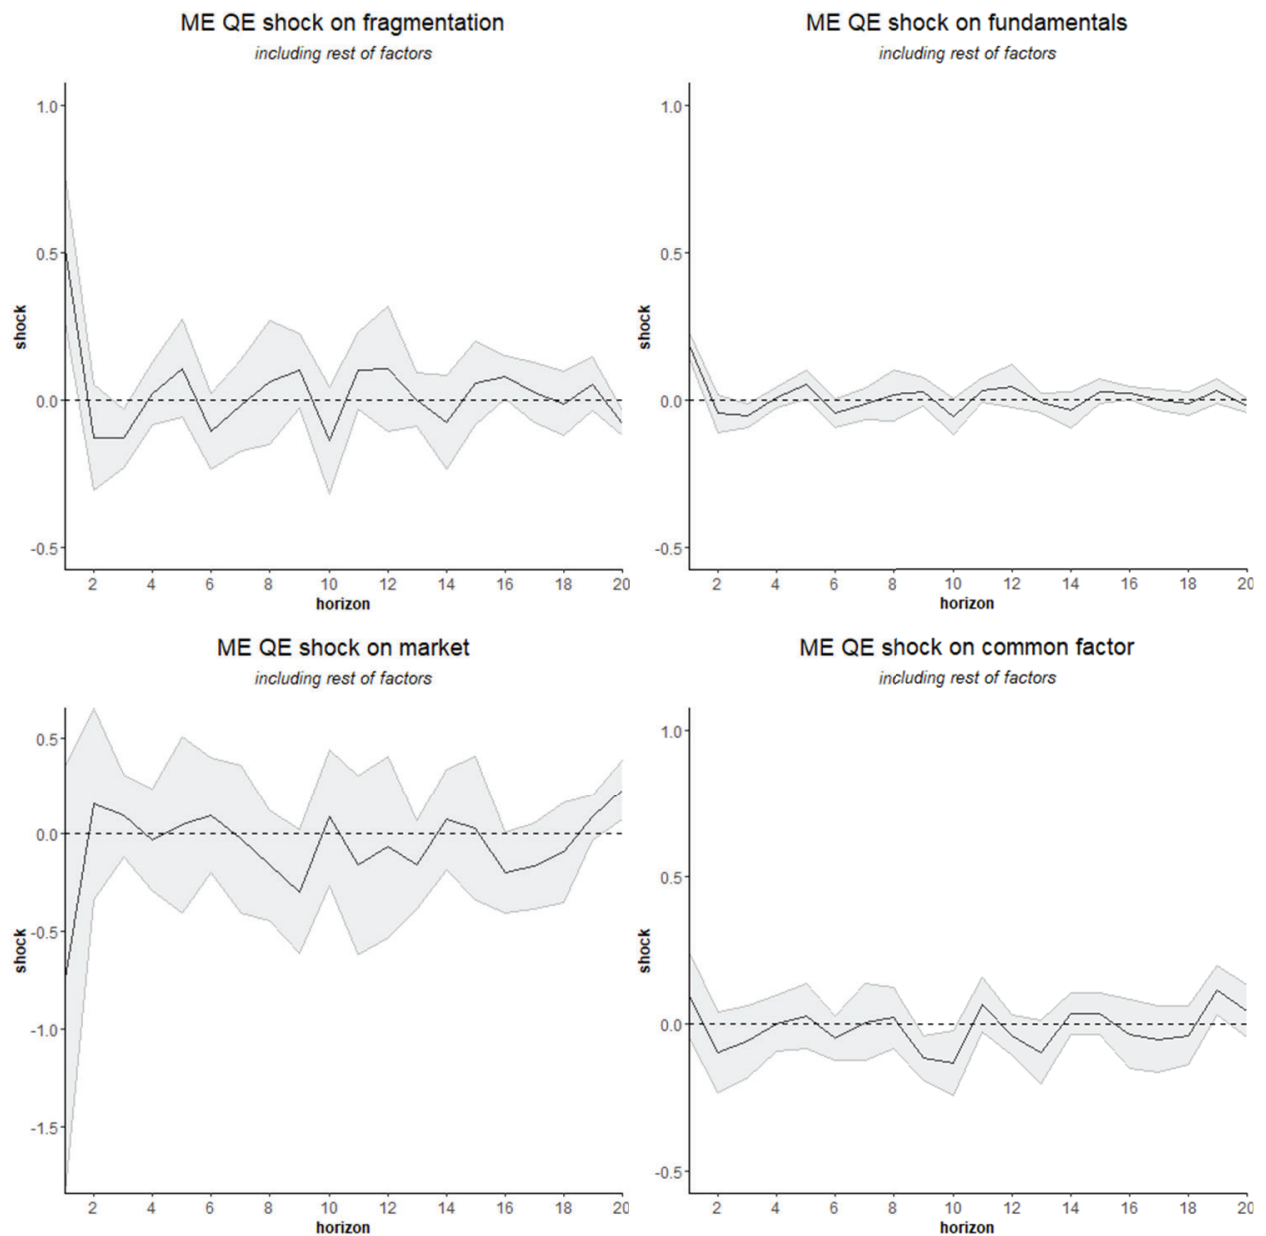 ME QE shock on fragmentation
including rest of factors
1.0
0.5
0.0
-0.5
shock
2 4 6 8 10 12 14 16 18 20
horizon
ME QE shock on fundamentals
including rest of factors
1.0
0.5
0.0
-0.5
shock
2 4 6 8 10 12 14 16 18 20
horizon
ME QE shock on market
including rest of factors
0.5
0.0
-0.5
-1.0
-1.5
shock
2 4 6 8 10 12 14 16 18 20
horizon
ME QE shock on common factor
including rest of factors
1.0
0.5
0.0
-0.5
shock
2 4 6 8 10 12 14 16 18 20
horizon